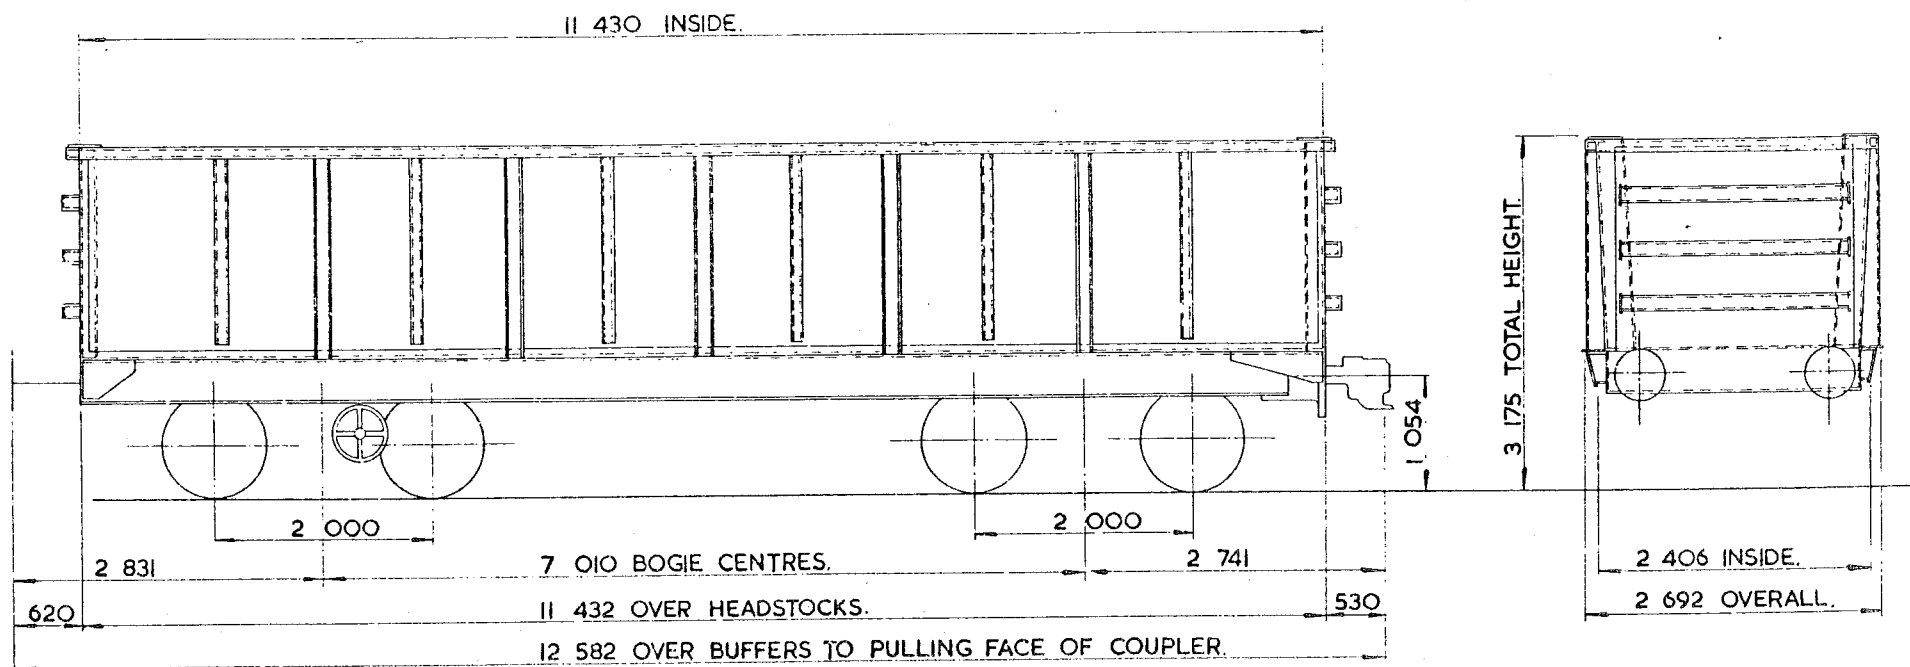 11 430 INSIDE.
3 175 TOTAL HEIGHT.
1 054
2 000
2 000
2 831
7 010 BOGIE CENTRES.
2 741
2 406 INSIDE.
620
11 432 OVER HEADSTOCKS.
530
2 692 OVERALL.
12 582 OVER BUFFERS TO PULLING FACE OF COUPLER.